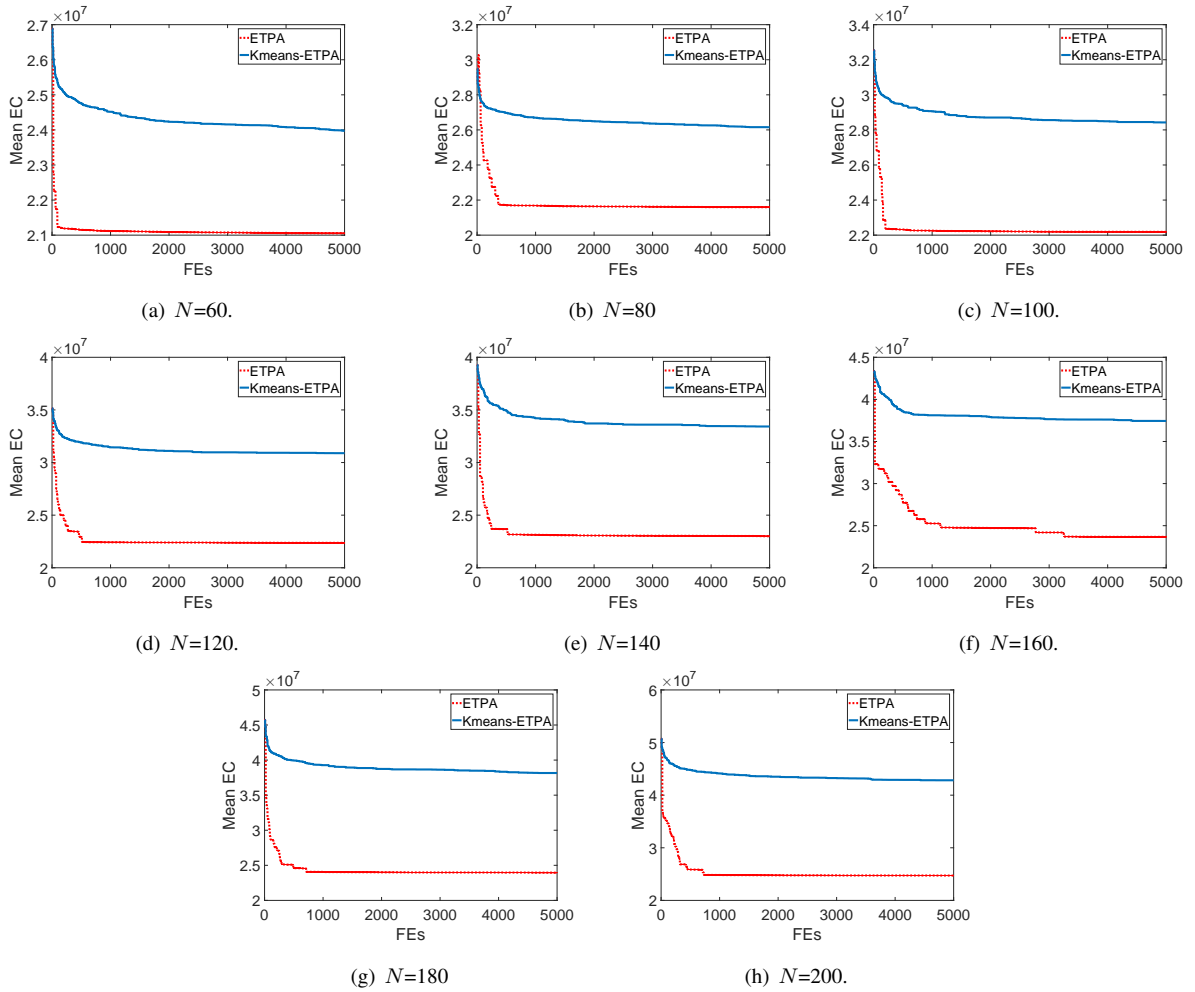 ×10^7
2.7
2.6
2.5
2.4
2.3
2.2
2.1
Mean EC
0 1000 2000 3000 4000 5000
FEs
ETPA
Kmeans-ETPA
(a) N=60.
×10^7
3.2
3
2.8
2.6
2.4
2.2
2
Mean EC
0 1000 2000 3000 4000 5000
FEs
ETPA
Kmeans-ETPA
(b) N=80
×10^7
3.4
3.2
3
2.8
2.6
2.4
2.2
Mean EC
0 1000 2000 3000 4000 5000
FEs
ETPA
Kmeans-ETPA
(c) N=100.
×10^7
4
3.5
3
2.5
2
Mean EC
0 1000 2000 3000 4000 5000
FEs
ETPA
Kmeans-ETPA
(d) N=120.
×10^7
4
3.5
3
2.5
2
Mean EC
0 1000 2000 3000 4000 5000
FEs
ETPA
Kmeans-ETPA
(e) N=140
×10^7
4.5
4
3.5
3
2.5
2
Mean EC
0 1000 2000 3000 4000 5000
FEs
ETPA
Kmeans-ETPA
(f) N=160.
×10^7
5
4.5
4
3.5
3
2.5
2
Mean EC
0 1000 2000 3000 4000 5000
FEs
ETPA
Kmeans-ETPA
(g) N=180
×10^7
6
5
4
3
2
Mean EC
0 1000 2000 3000 4000 5000
FEs
ETPA
Kmeans-ETPA
(h) N=200.